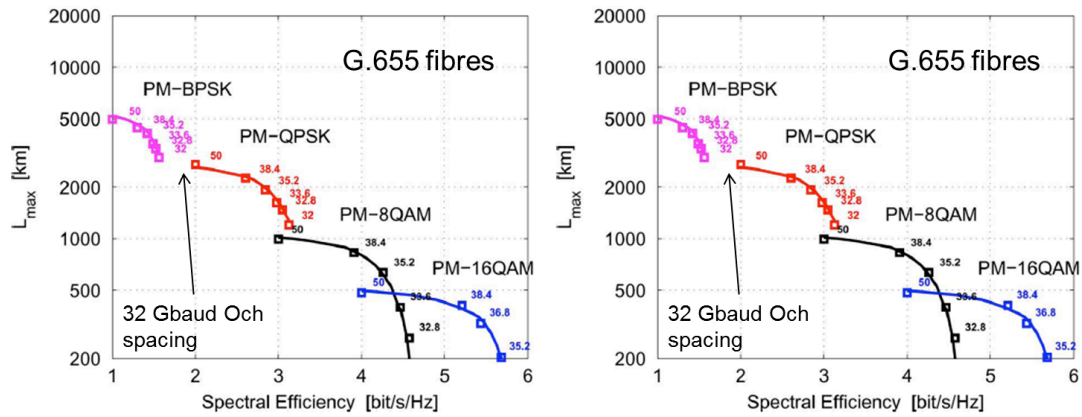 20000
10000
5000
2000
1000
500
200
L max [km]
G.655 fibres
PM-BPSK
50
38.4
35.2
33.6
32.8
32
PM-QPSK
50
38.4
35.2
33.6
32.8
32
PM-8QAM
50
38.4
35.2
33.6
32.8
PM-16QAM
50
38.4
36.8
35.2
32 Gbaud Och
spacing
1 2 3 4 5 6
Spectral Efficiency [bit/s/Hz]
20000
10000
5000
2000
1000
500
200
L max [km]
G.655 fibres
PM-BPSK
50
38.4
35.2
33.6
32.8
32
PM-QPSK
50
38.4
35.2
33.6
32.8
32
PM-8QAM
50
38.4
35.2
33.6
32.8
PM-16QAM
50
38.4
36.8
35.2
32 Gbaud Och
spacing
1 2 3 4 5 6
Spectral Efficiency [bit/s/Hz]